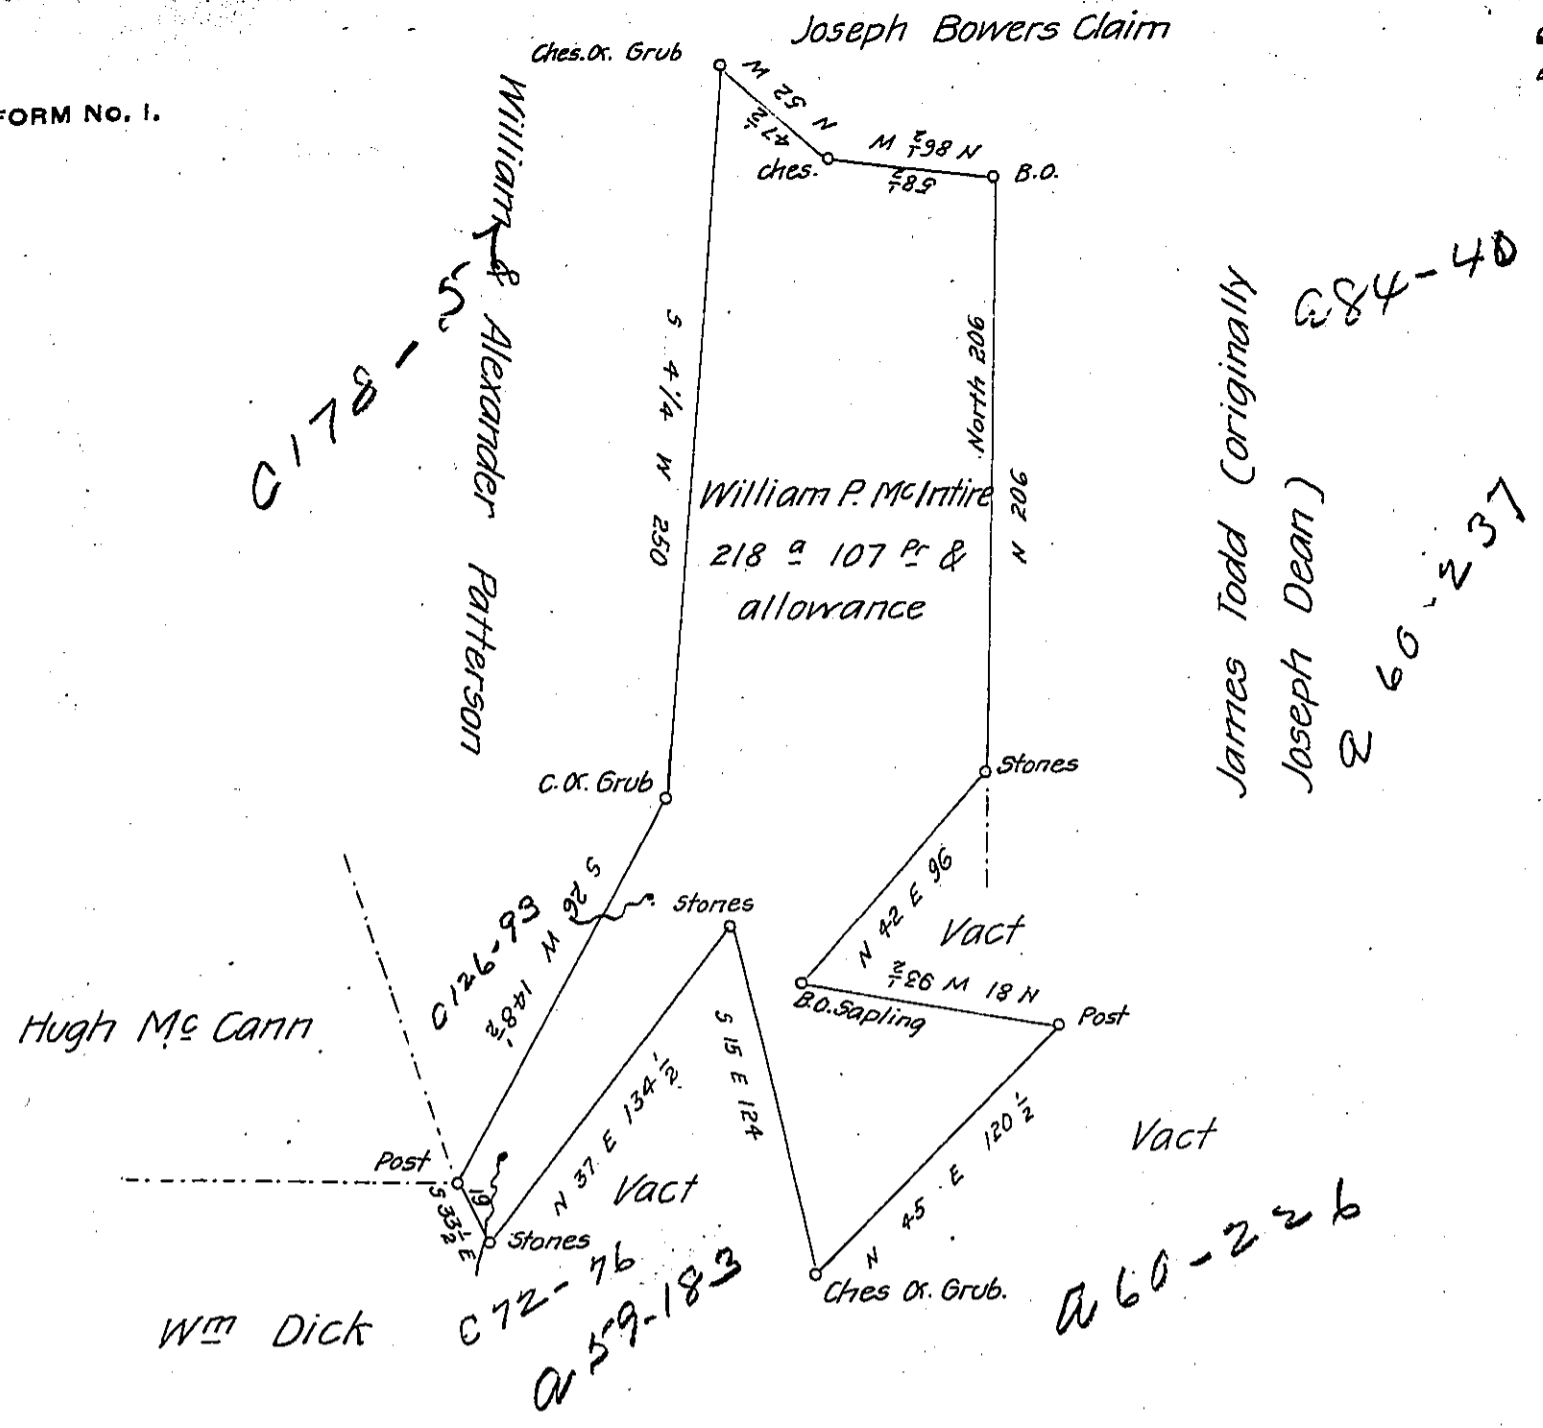 Joseph Bowers Claim
Ches.Ok. Grub
FORM No. 1.
N 52 W
47½
ches.
N 86½ W
58½
B.O.
William & Alexander Patterson
C178-57
S 4¼ W 250
North 206
N 206
James Todd (originally
Joseph Dean)
a84-40
a 60-237
William P. McIntire
218 a 107 Pr &
allowance
C.Ok. Grub
Stones
S 26 W 148½
C126-93
Stones
N 42 E 96
Vact
N 81 W 93½
B.O.Sapling
Post
Hugh Mc Cann
S 15 E 124
N 37 E 134½
N 45 E 120½
Vact
Post
19
S 33½ E
Stones
Vact
Ches Ok. Grub.
Wm Dick
C72-76
a59-183
a60-226